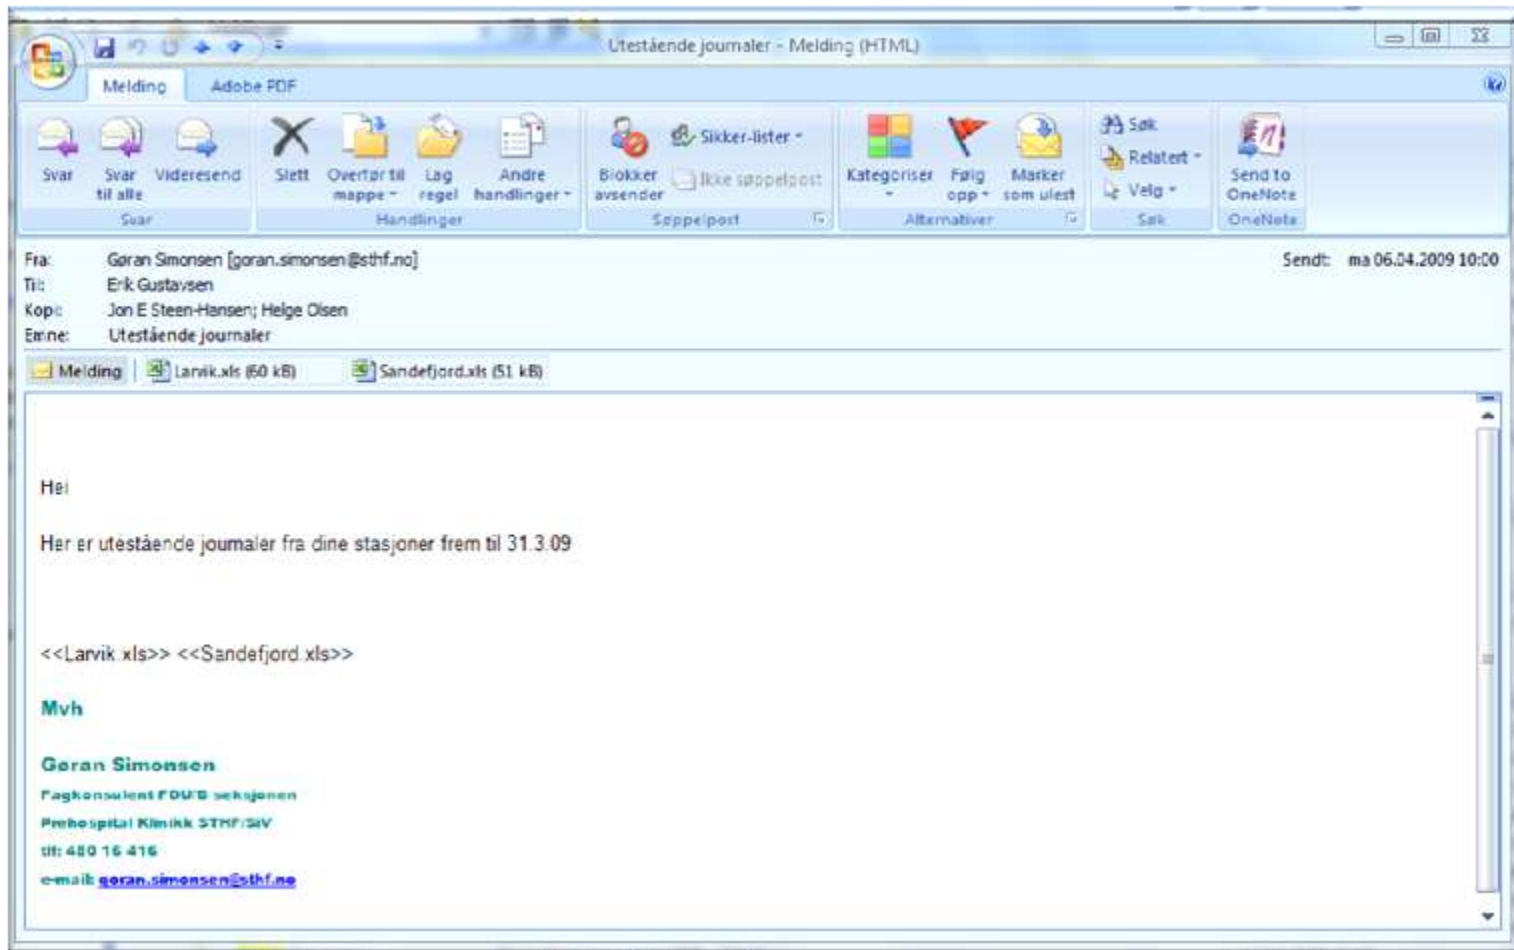 Utestående journaler - Melding (HTML)
Melding Adobe PDF
Svar Svar til alle Videresend Slett Overfør til mappe Lag regel Andre handlinger Blokker avsender Sikker-lister Ikke søppelpost Kategoriser Følg opp Marker som ulest Søk Relatert Velg Send to OneNote
Svar Handlinger Søppelpost Alternativer Søk OneNote
Fra: Gøran Simonsen [goran.simonsen@sthf.no] Sendt: ma 06.04.2009 10:00
Til: Erik Gustavsen
Kopi: Jon E Steen-Hansen; Helge Olsen
Emne: Utestående journaler
Melding Larvik.xls (60 kB) Sandefjord.xls (51 kB)
Hei
Her er utestående journaler fra dine stasjoner frem til 31.3.09
<<Larvik.xls>> <<Sandefjord.xls>>
Mvh
Gøran Simonsen
Fagkonsulent seksjonen
Prehospital Klinikk STHF/SiV
tlf: 480 16 416
e-mail: goran.simonsen@sthf.no